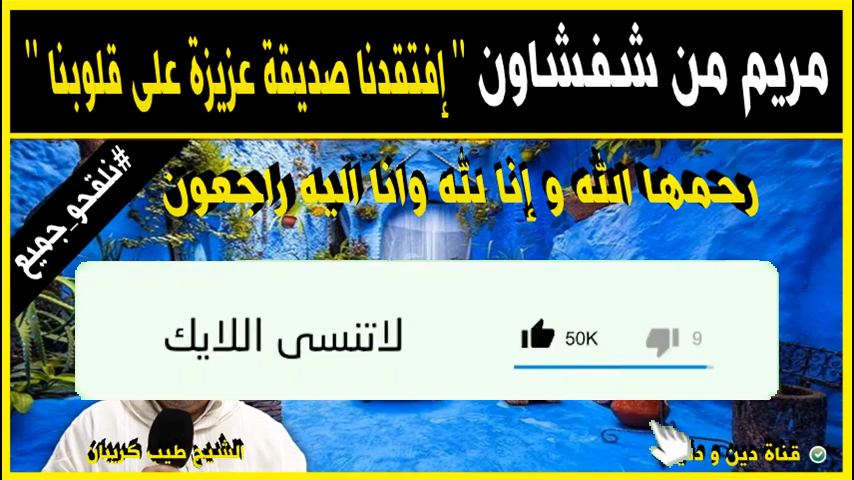 مريم من شفشاون " إفتقدنا صديقة عزيزة على قلوبنا "
#نلقحو_جميع
رحمها الله و إنا لله وانا اليه راجعون
لاتنسى اللايك
50K
9
الشيخ طيب كريبان
قناة دين و